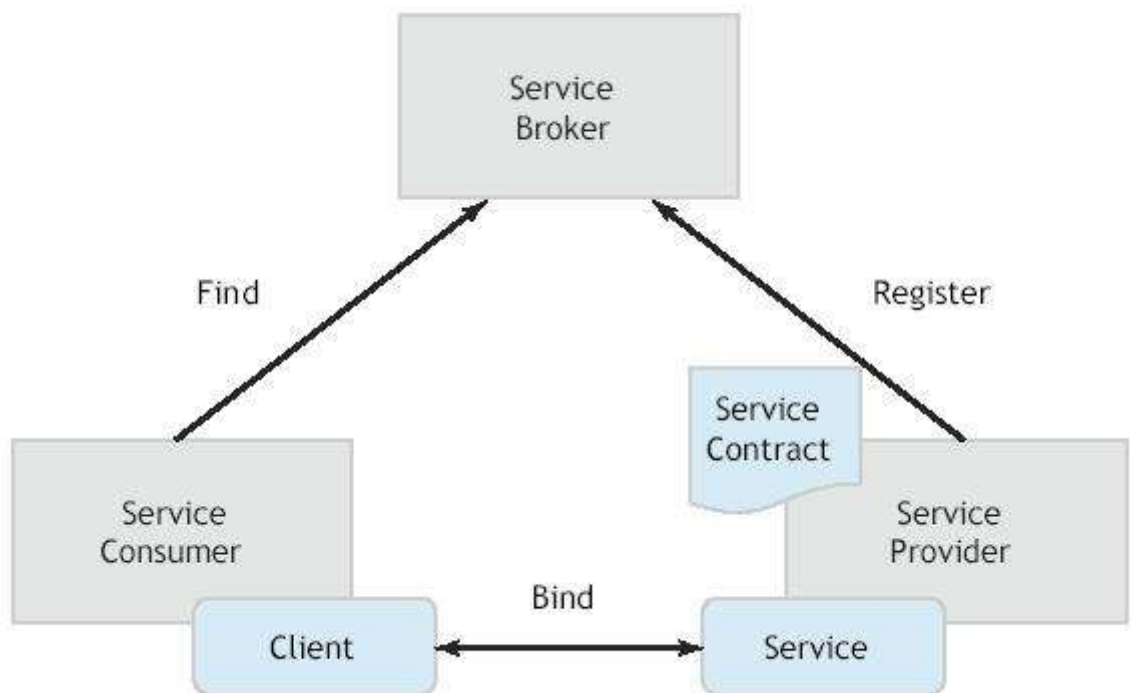 Service
Broker
Find
Register
Service
Contract
Service
Consumer
Service
Provider
Bind
Client
Service